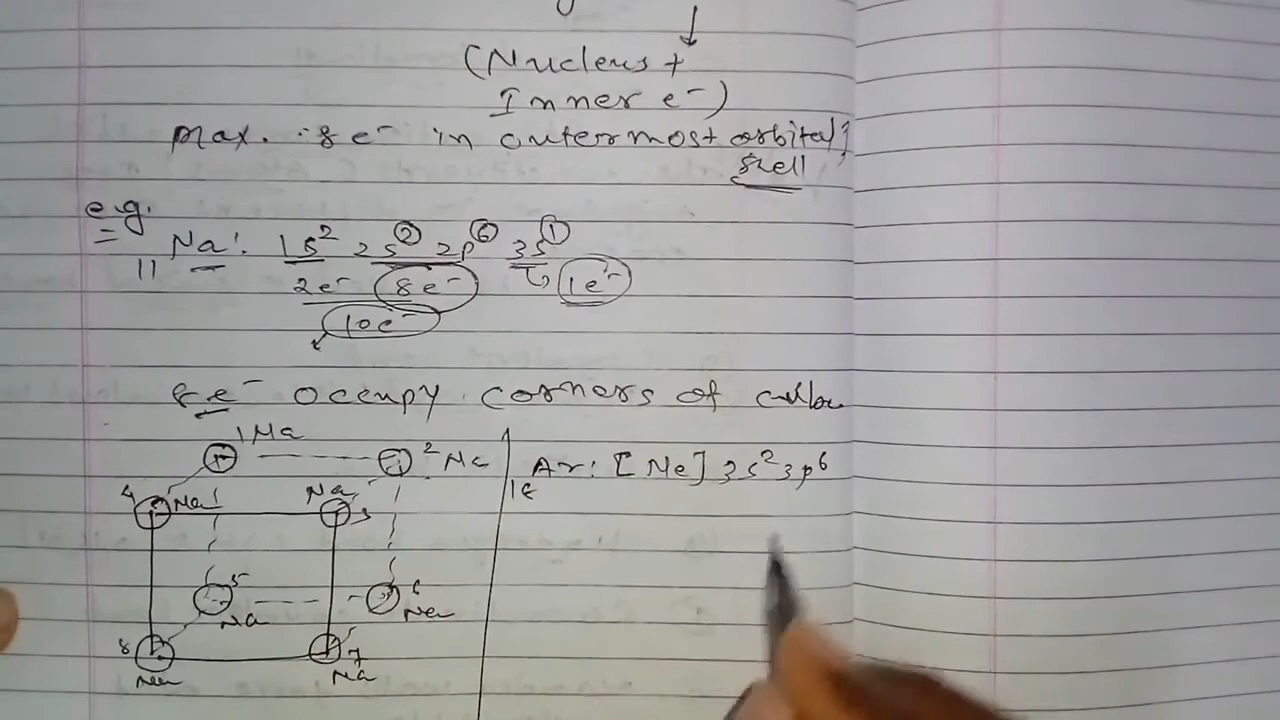 (Nucleus +
Inner e⁻)
max. :8 e⁻ in outermost orbital/
shell
e.g.
11 Na: 1s² 2s² 2p⁶ 3s¹
2e⁻ 8e⁻ 1e⁻
10e⁻
8e⁻ occupy corners of cube
1 Na 2 Na
4 Na Na 3
5 Na 6 Na
8 Na 7 Na
18 Ar: [Ne] 3s² 3p⁶